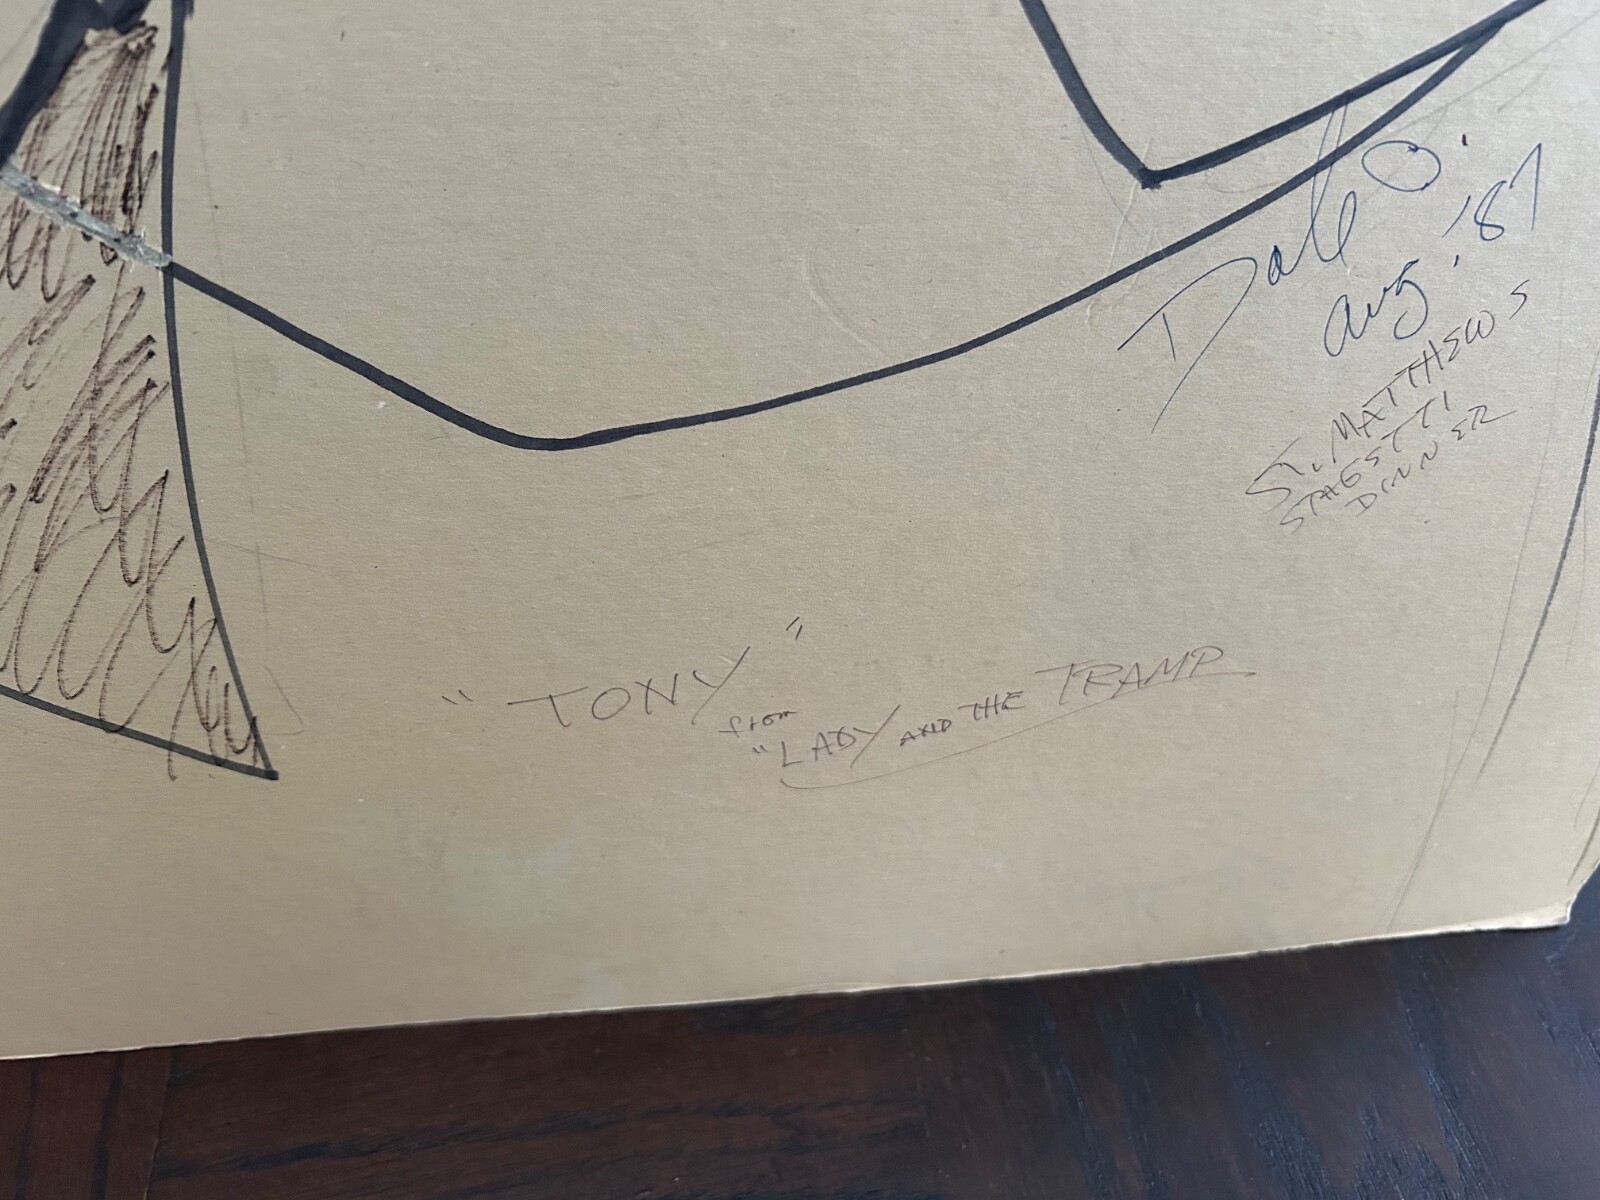 Dale O.
Aug. '87
ST. MATTHEWS
SPAGETTI
DINNER
"TONY"
from
"LADY AND THE TRAMP